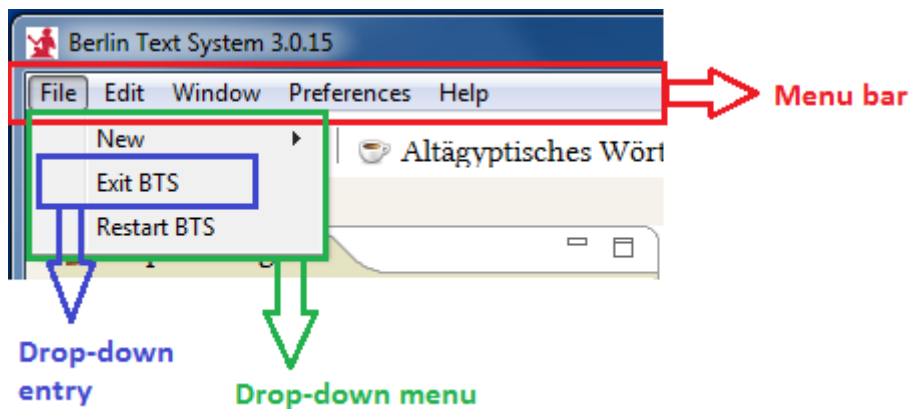 Berlin Text System 3.0.15
File Edit Window Preferences Help
Menu bar
New
Altägyptisches Wört
Exit BTS
Restart BTS
Drop-down
entry
Drop-down menu